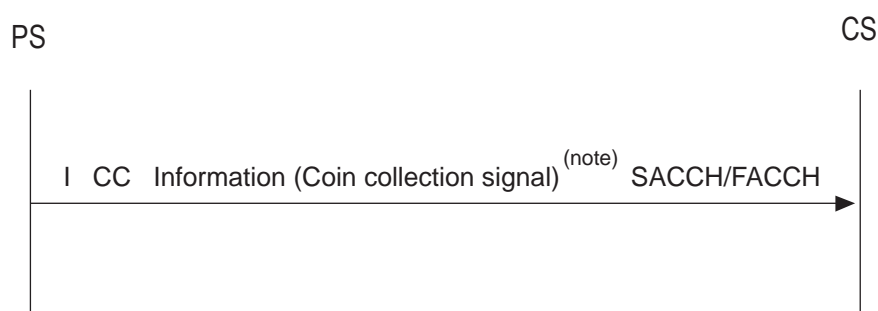 PS CS
I CC Information (Coin collection signal) (note) SACCH/FACCH